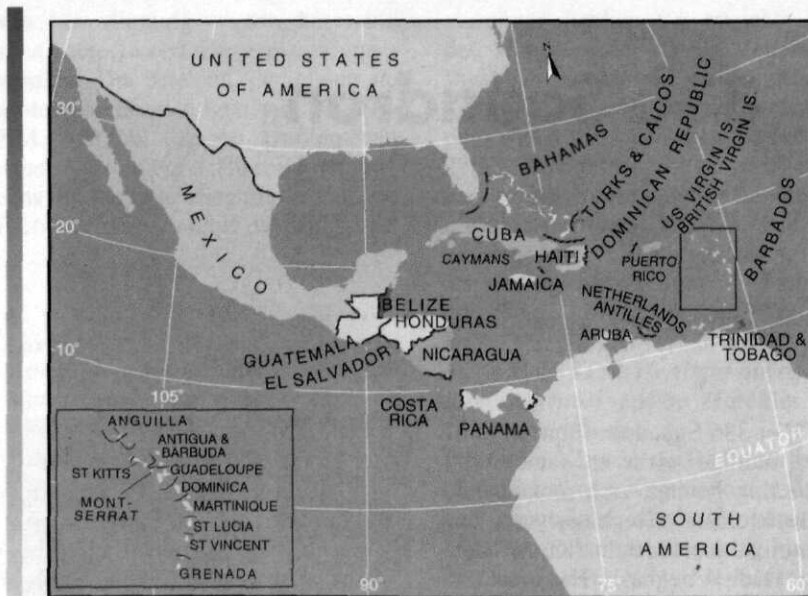 N
UNITED STATES
OF AMERICA
30°
MEXICO
20°
10°
BAHAMAS
TURKS & CAICOS
DOMINICAN REPUBLIC
US VIRGIN IS.
BRITISH VIRGIN IS.
BARBADOS
CUBA
CAYMANS
HAITI
JAMAICA
PUERTO
RICO
NETHERLANDS
ANTILLES
ARUBA
TRINIDAD &
TOBAGO
BELIZE
HONDURAS
GUATEMALA
EL SALVADOR
NICARAGUA
COSTA
RICA
PANAMA
EQUATOR
SOUTH
AMERICA
105°
90°
75°
60°
ANGUILLA
ANTIGUA &
BARBUDA
ST KITTS
GUADELOUPE
DOMINICA
MONT-
SERRAT
MARTINIQUE
ST LUCIA
ST VINCENT
GRENADA